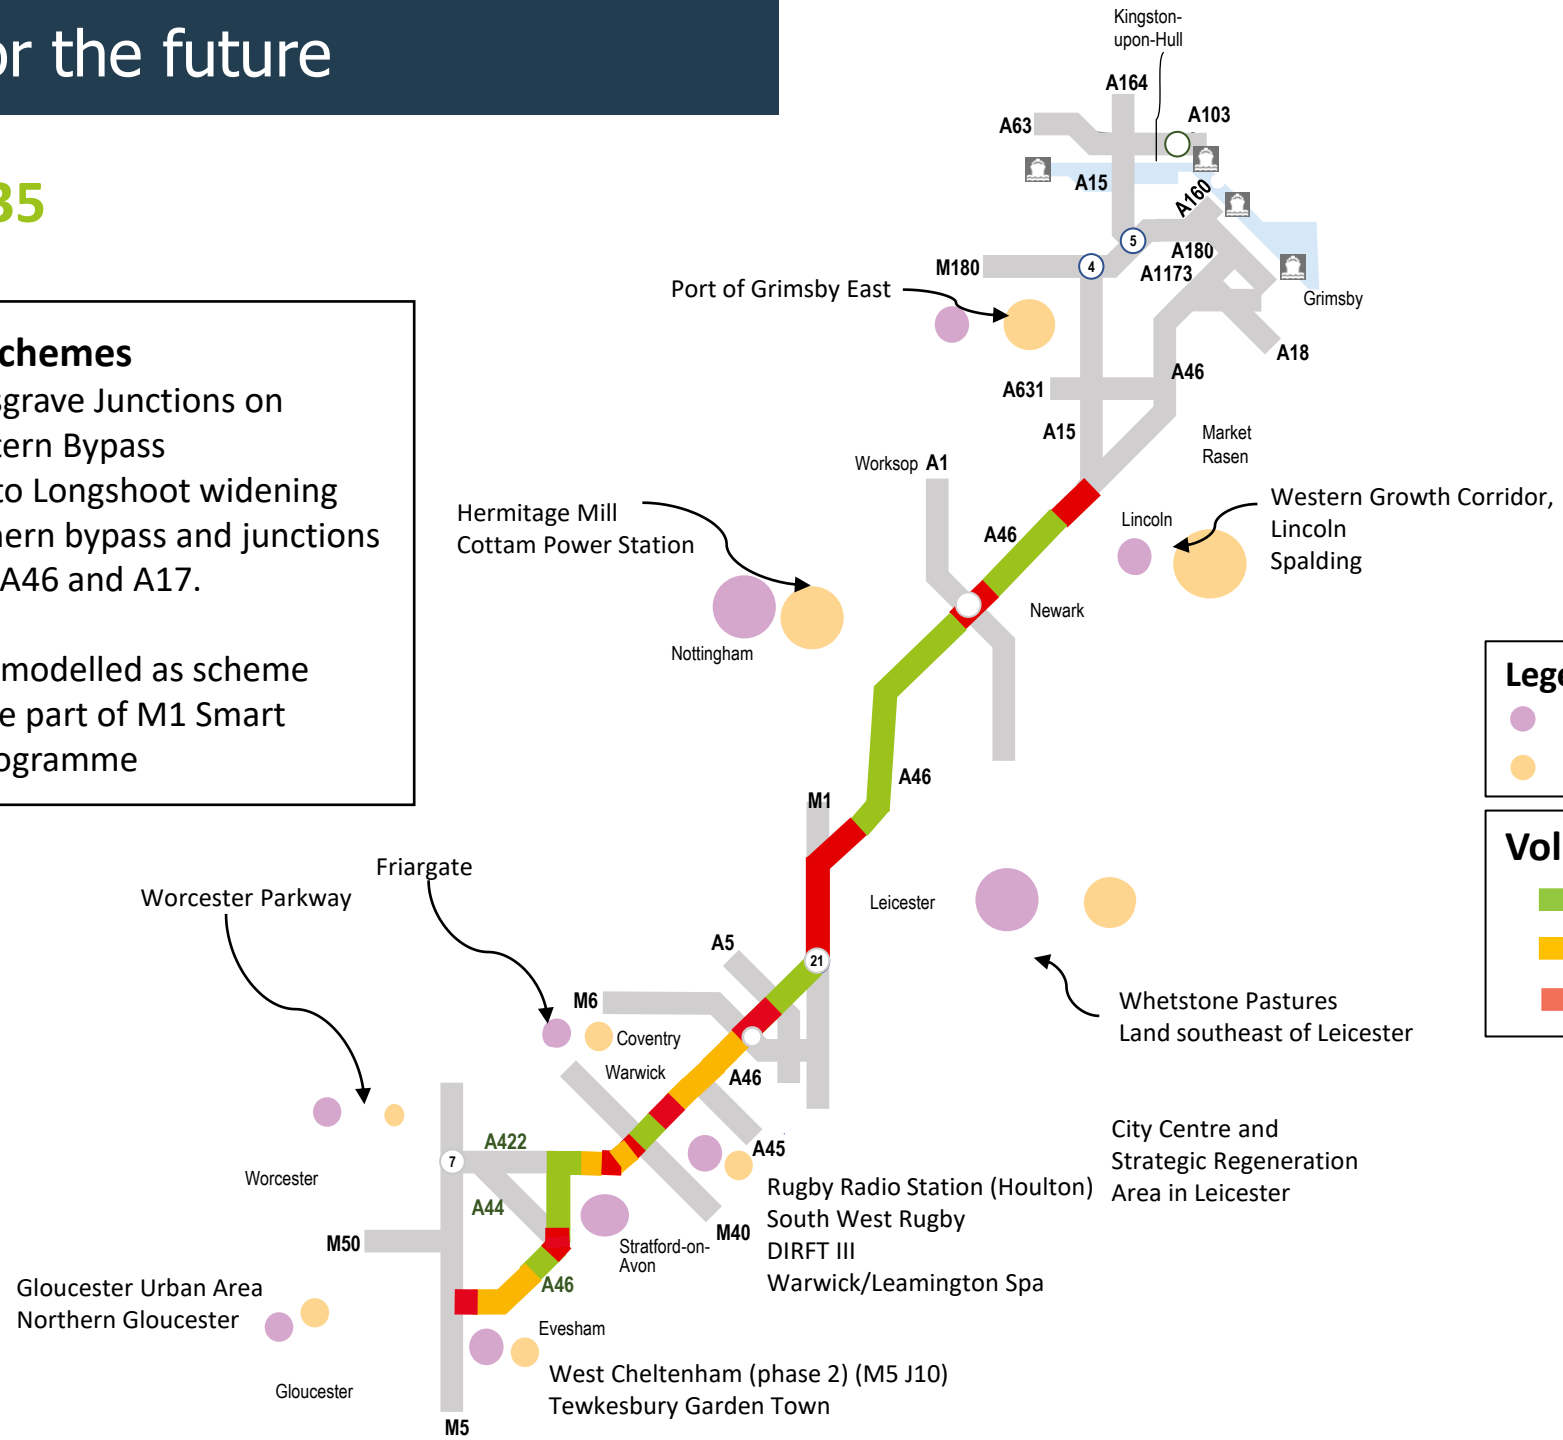 or the future
35
chemes
sgrave Junctions on
tern Bypass
to Longshoot widening
hern bypass and junctions
A46 and A17.
modelled as scheme
e part of M1 Smart
ogramme
Kingston-
upon-Hull
A164
A63
A103
A15
A160
5
A180
M180
4
A1173
Port of Grimsby East
Grimsby
A18
A46
A631
A15
Market
Rasen
Worksop A1
Hermitage Mill
Cottam Power Station
A46
Lincoln
Western Growth Corridor,
Lincoln
Spalding
Newark
Nottingham
Lege
Vol
A46
M1
Friargate
Worcester Parkway
Leicester
A5
21
M6
Coventry
Whetstone Pastures
Land southeast of Leicester
Warwick
A46
A422
7
A45
City Centre and
Strategic Regeneration
Area in Leicester
Worcester
A44
Rugby Radio Station (Houlton)
South West Rugby
DIRFT III
Warwick/Leamington Spa
M50
M40
Stratford-on-
Avon
A46
Gloucester Urban Area
Northern Gloucester
Evesham
West Cheltenham (phase 2) (M5 J10)
Tewkesbury Garden Town
Gloucester
M5